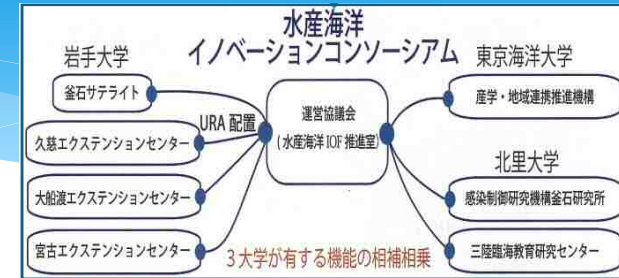 水産海洋
イノベーションコンソーシアム
岩手大学
釜石サテライト
久慈エクステンションセンター
大船渡エクステンションセンター
宮古エクステンションセンター
URA 配置
運営協議会
(水産海洋 IOF 推進室)
東京海洋大学
産学・地域連携推進機構
北里大学
感染制御研究機構釜石研究所
三陸臨海教育研究センター
3大学が有する機能の相補相乗